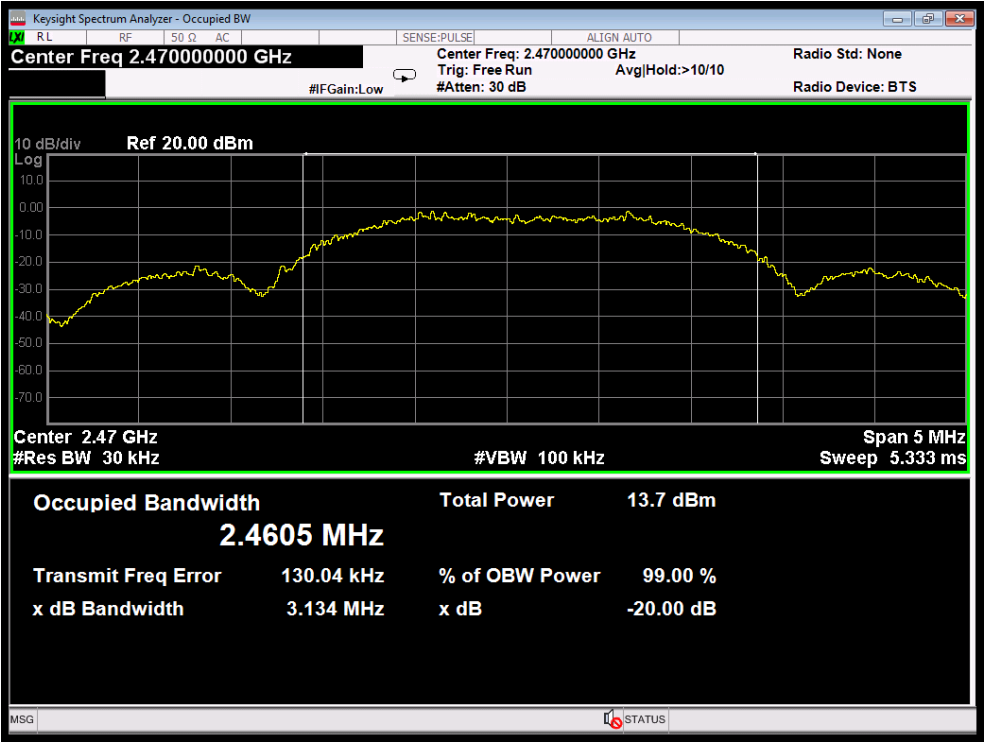 Keysight Spectrum Analyzer - Occupied BW
LXI RL RF 50 Ω AC SENSE:PULSE ALIGN AUTO
Center Freq 2.470000000 GHz
Center Freq: 2.470000000 GHz Radio Std: None
Trig: Free Run Avg|Hold:>10/10
#IFGain:Low #Atten: 30 dB Radio Device: BTS
10 dB/div Ref 20.00 dBm
Log
10.0
0.00
-10.0
-20.0
-30.0
-40.0
-50.0
-60.0
-70.0
Center 2.47 GHz Span 5 MHz
#Res BW 30 kHz #VBW 100 kHz Sweep 5.333 ms
Occupied Bandwidth Total Power 13.7 dBm
2.4605 MHz
Transmit Freq Error 130.04 kHz % of OBW Power 99.00 %
x dB Bandwidth 3.134 MHz x dB -20.00 dB
MSG STATUS